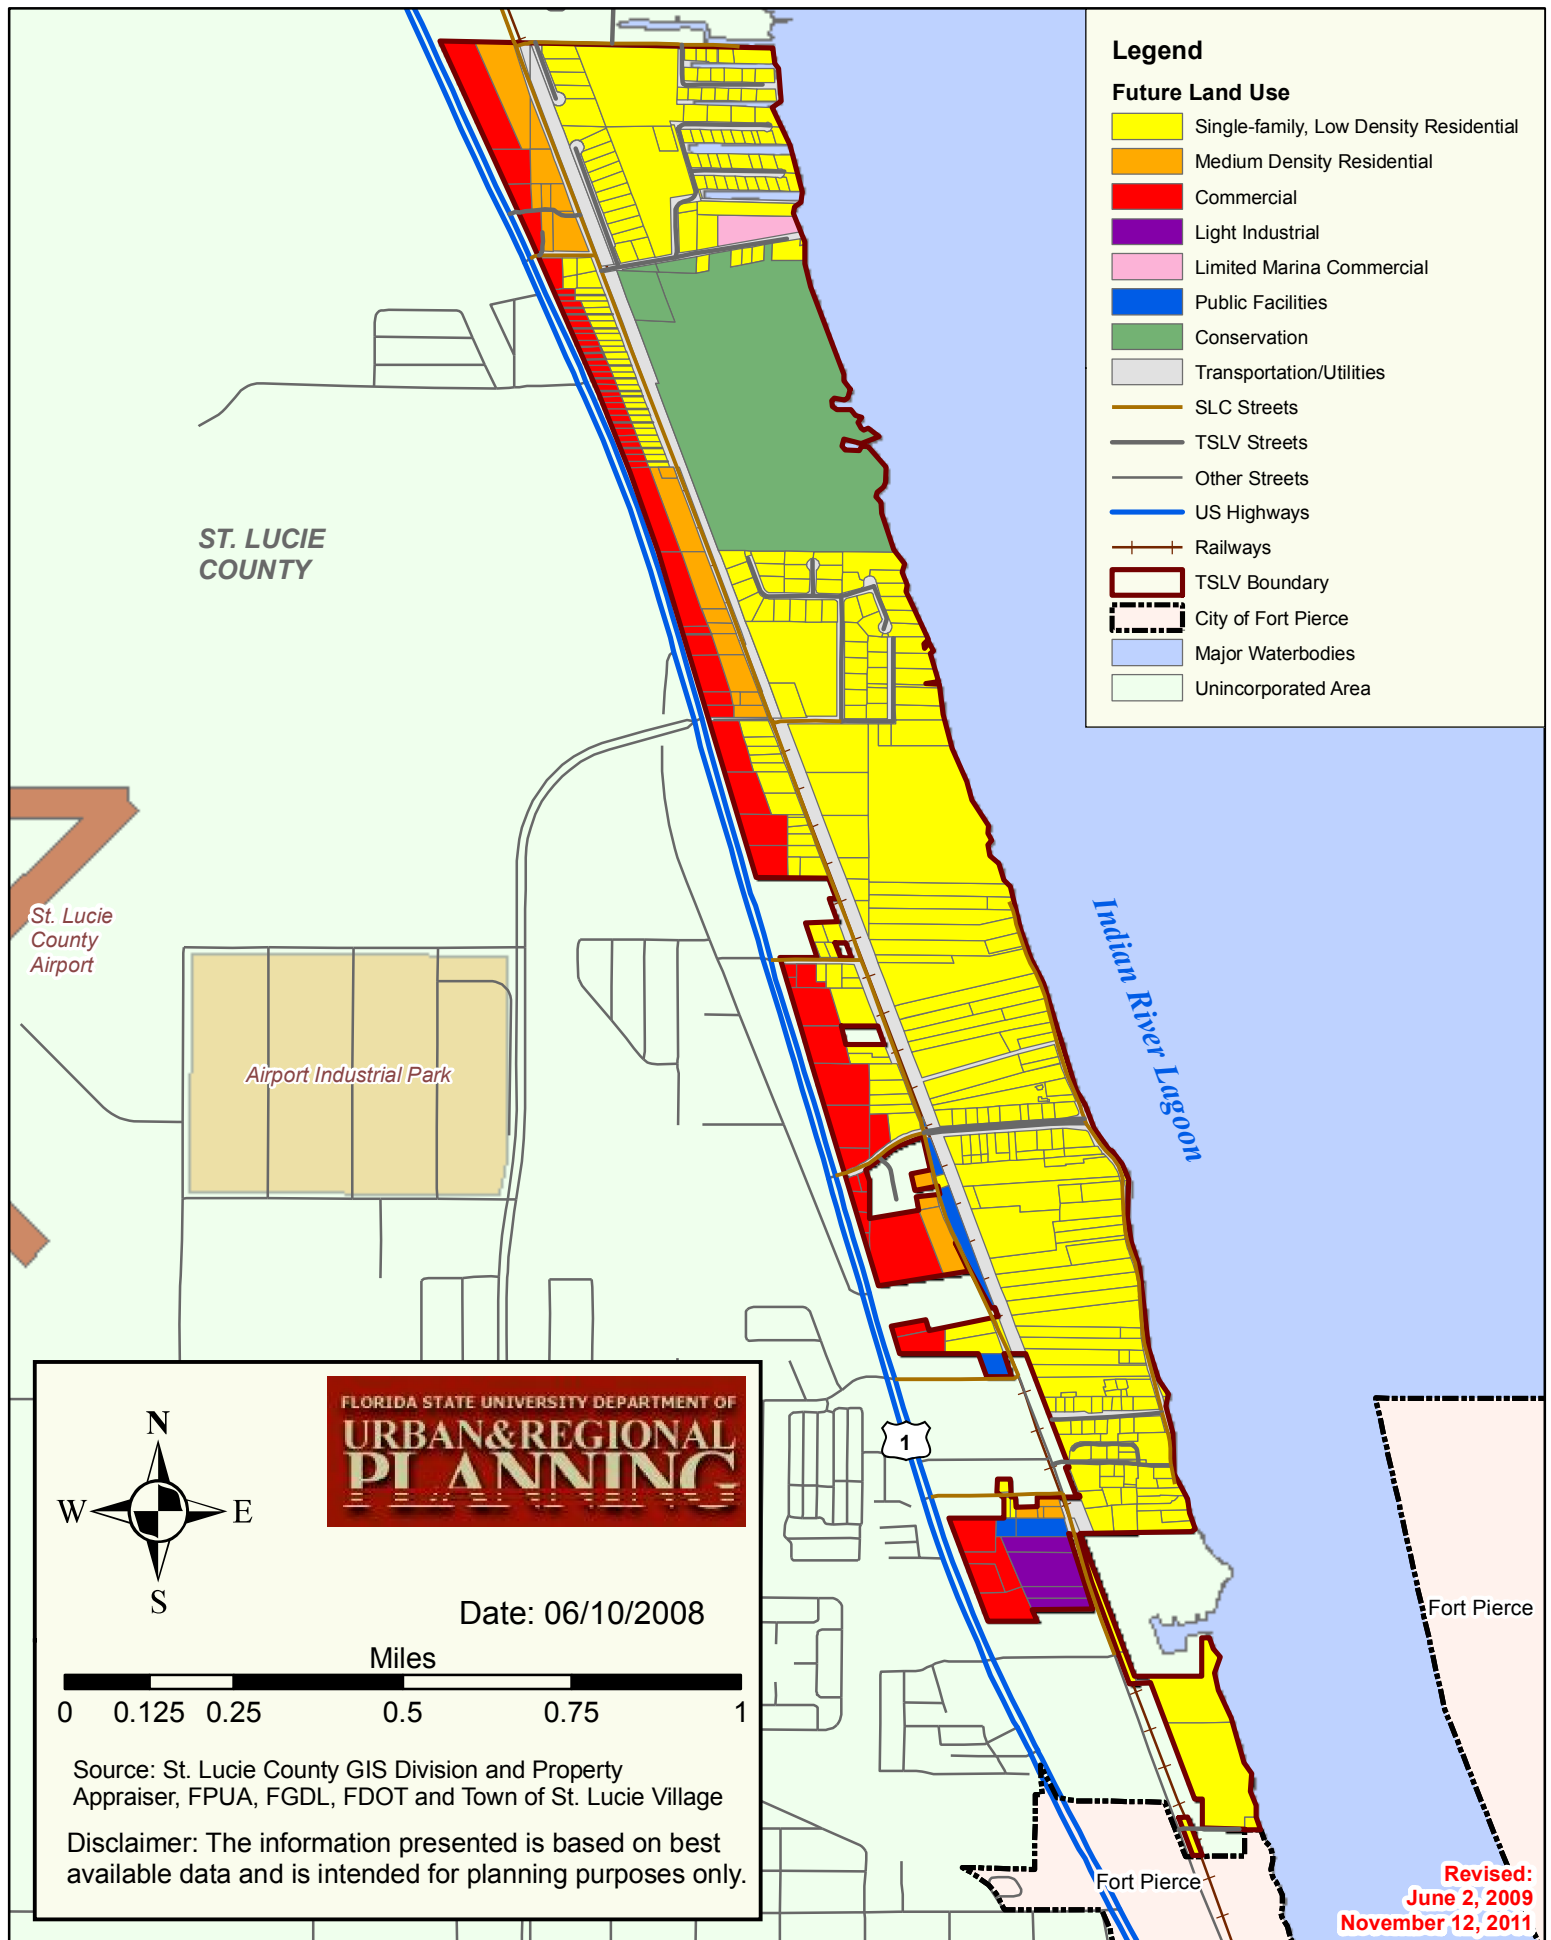 Legend
Future Land Use
Single-family, Low Density Residential
Medium Density Residential
Commercial
Light Industrial
Limited Marina Commercial
Public Facilities
Conservation
Transportation/Utilities
SLC Streets
TSLV Streets
Other Streets
US Highways
Railways
TSLV Boundary
City of Fort Pierce
Major Waterbodies
Unincorporated Area
ST. LUCIE
COUNTY
St. Lucie
County
Airport
Airport Industrial Park
Indian River Lagoon
1
FLORIDA STATE UNIVERSITY DEPARTMENT OF
URBAN&REGIONAL
PLANNING
N
W
E
S
Date: 06/10/2008
Miles
0 0.125 0.25 0.5 0.75 1
Source: St. Lucie County GIS Division and Property
Appraiser, FPUA, FGDL, FDOT and Town of St. Lucie Village
Disclaimer: The information presented is based on best
available data and is intended for planning purposes only.
Fort Pierce
Fort Pierce
Revised:
June 2, 2009
November 12, 2011